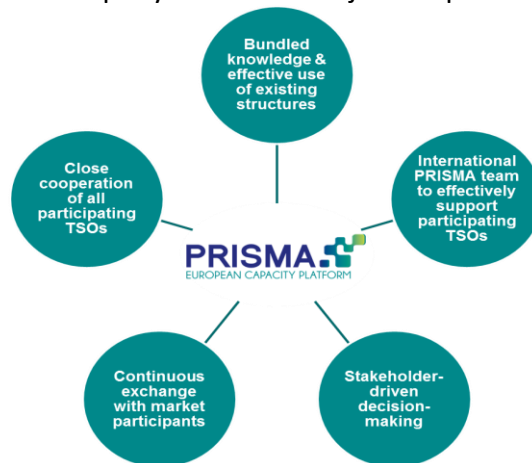 Bundled
knowledge &
effective use
of existing
structures
Close
cooperation
of all
participating
TSOs
International
PRISMA team
to effectively
support
participating
TSOs
PRISMA
EUROPEAN CAPACITY PLATFORM
Continuous
exchange
with market
participants
Stakeholder-
driven
decision-
making